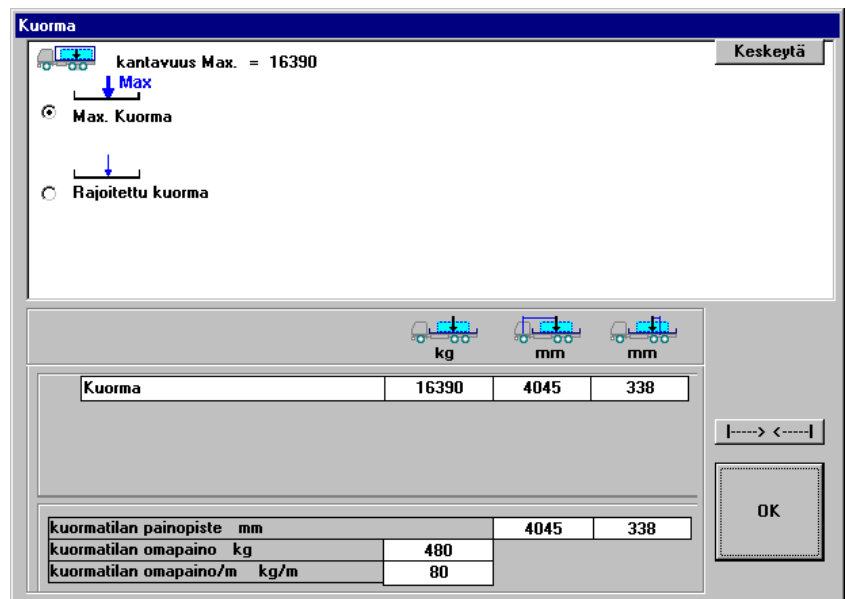 Kuorma
Keskeytä
kantavuus Max. = 16390
Max
Max. Kuorma
Rajoitettu kuorma
kg mm mm
Kuorma 16390 4045 338
|-----> <-----|
OK
kuormatilan painopiste mm 4045 338
kuormatilan omapaino kg 480
kuormatilan omapaino/m kg/m 80